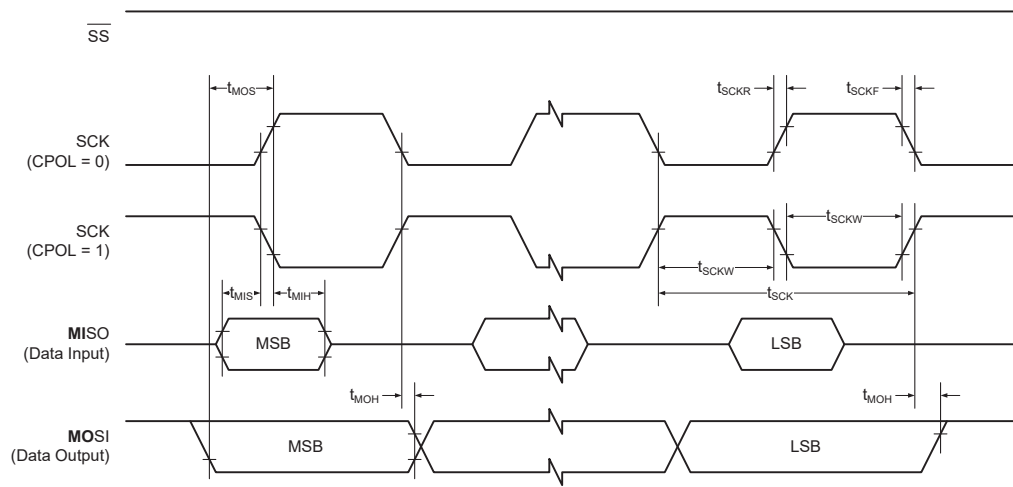 SS
tMOS
tSCKR
tSCKF
SCK
(CPOL = 0)
SCK
(CPOL = 1)
tSCKW
tSCKW
tSCK
tMIS
tMIH
MISO
(Data Input)
MSB
LSB
tMOH
tMOH
MOSI
(Data Output)
MSB
LSB